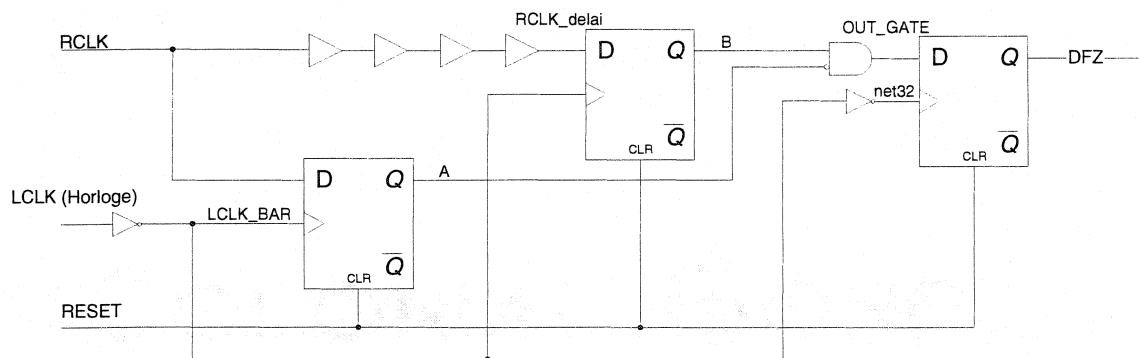 RCLK_delai
OUT_GATE
RCLK
D Q
B
D Q
DFZ
net32
Q
CLR
Q
CLR
D Q
A
LCLK (Horloge)
LCLK_BAR
Q
CLR
RESET